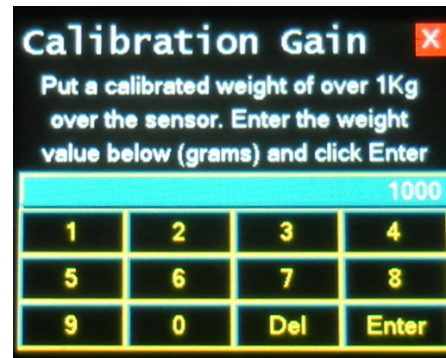 Calibration Gain X
Put a calibrated weight of over 1Kg
over the sensor. Enter the weight
value below (grams) and click Enter
1000
1 2 3 4
5 6 7 8
9 0 Del Enter